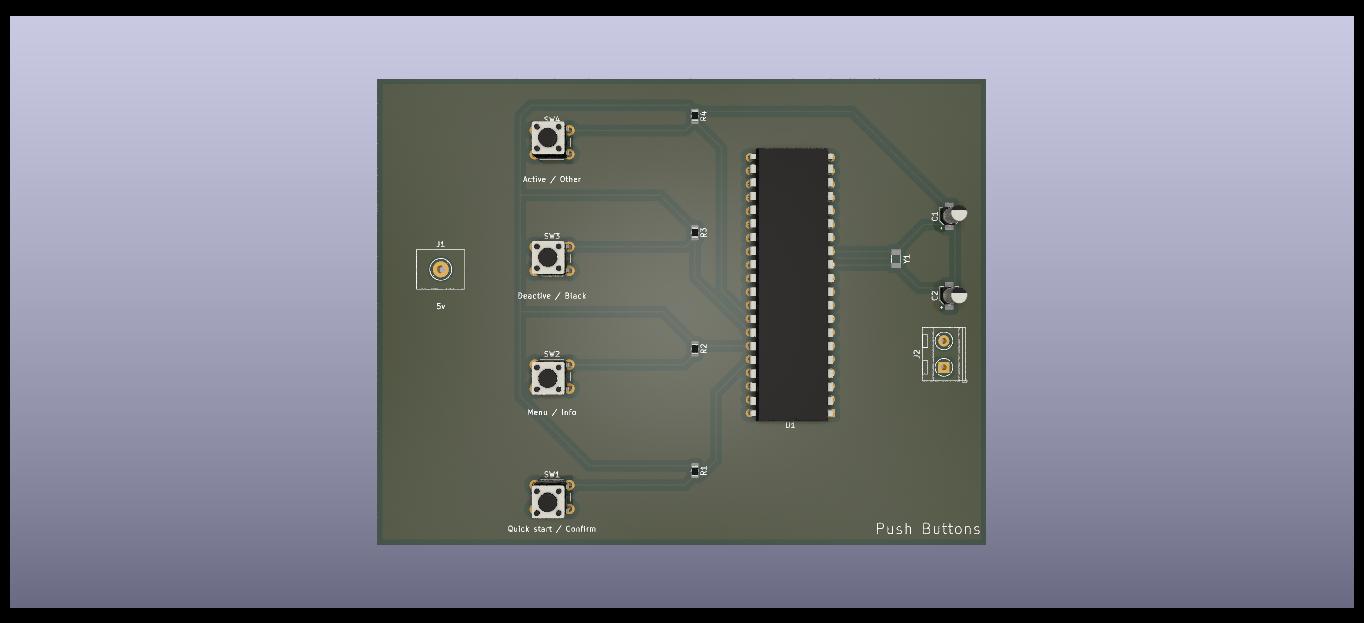 SW4
R4
Active / Other
C1
SW3
R3
J1
Y1
Deactive / Black
C2
5v
SW2
R2
J2
Menu / Info
U1
SW1
R1
Quick start / Confirm
Push Buttons